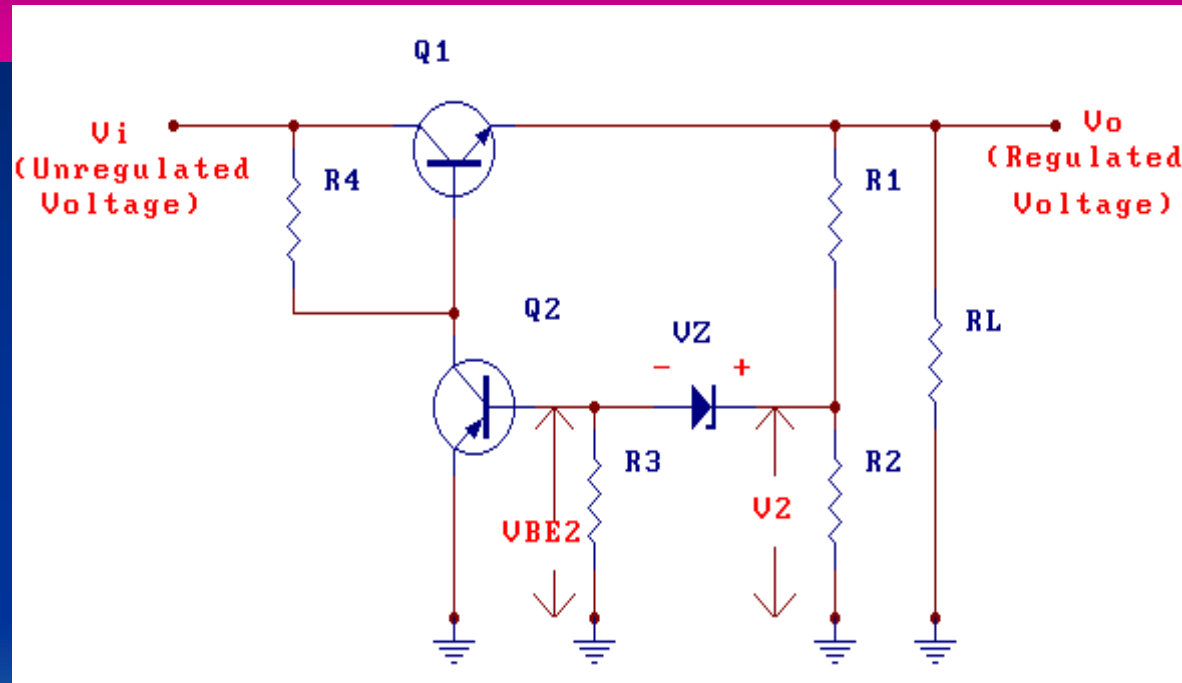 Q1
Vi
(Unregulated
Voltage)
R4
R1
Vo
(Regulated
Voltage)
Q2
VZ
- +
RL
R3
R2
VBE2
V2